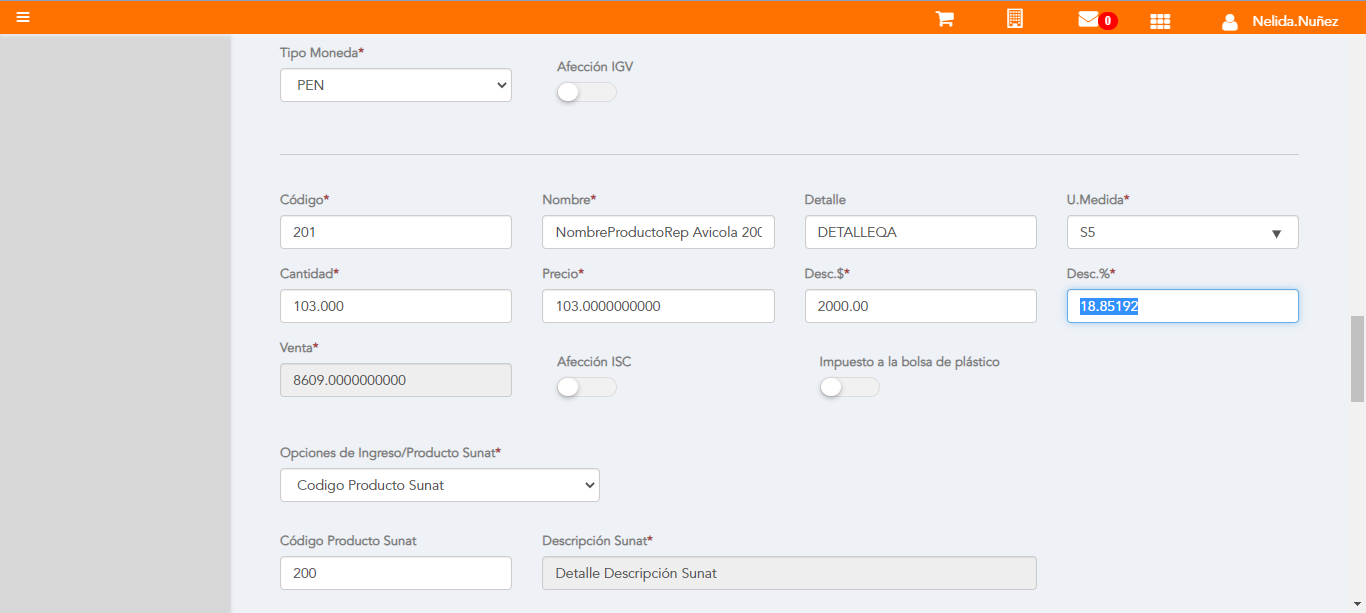 0 Nelida.Nuñez
Tipo Moneda* Afección IGV
PEN
Código* Nombre* Detalle U.Medida*
201 NombreProductoRep Avicola 200 DETALLEQA S5
Cantidad* Precio* Desc.$* Desc.%*
103.000 103.0000000000 2000.00 18.85192
Venta* Afección ISC Impuesto a la bolsa de plástico
8609.0000000000
Opciones de Ingreso/Producto Sunat*
Codigo Producto Sunat
Código Producto Sunat Descripción Sunat*
200 Detalle Descripción Sunat